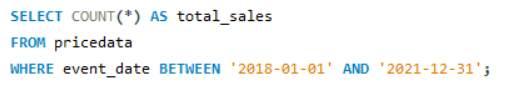 SELECT COUNT(*) AS total_sales
FROM pricedata
WHERE event_date BETWEEN '2018-01-01' AND '2021-12-31';